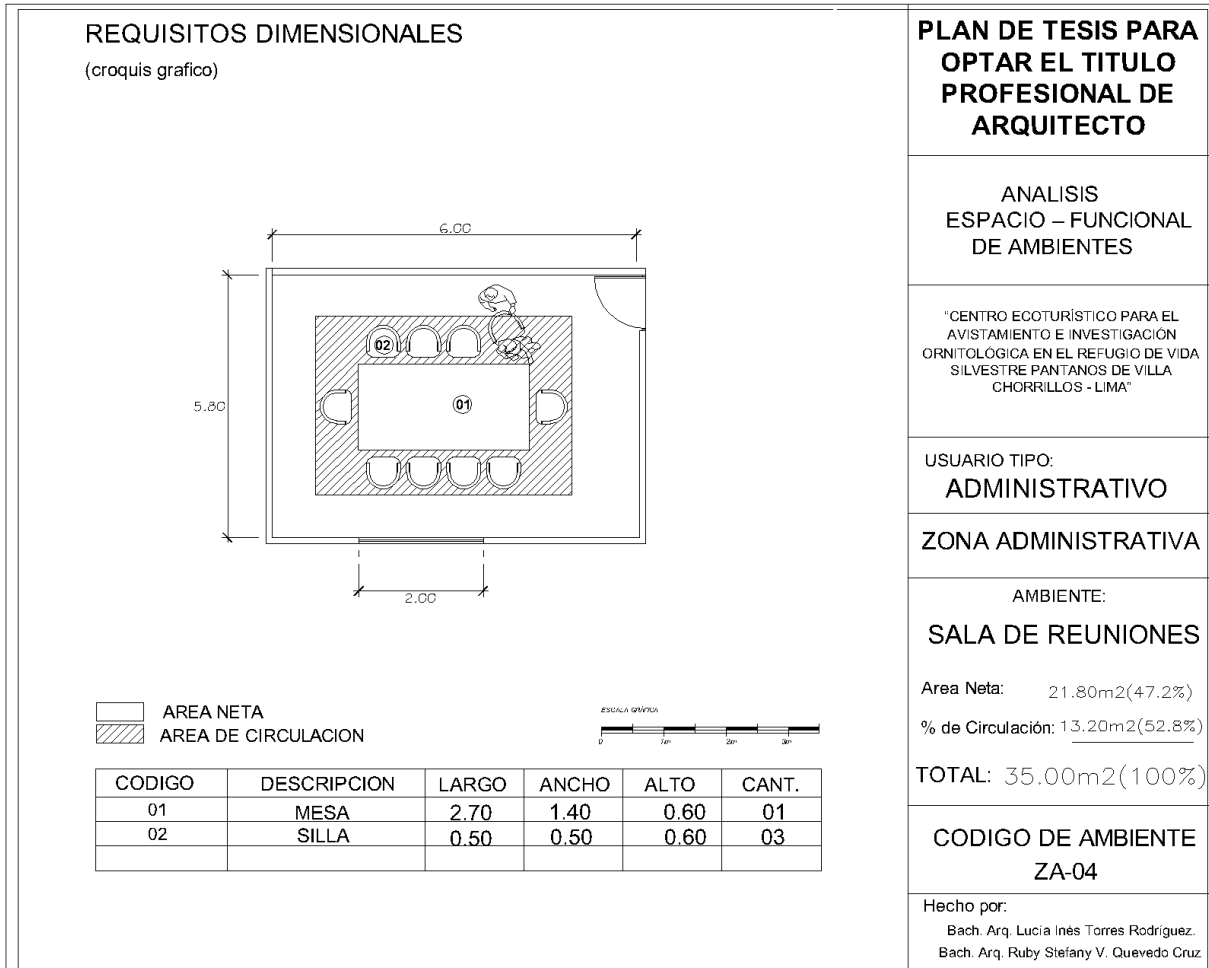 REQUISITOS DIMENSIONALES
(croquis grafico)
6.00
5.80
02
01
2.00
AREA NETA
AREA DE CIRCULACION
ESCALA GRÁFICA
0 1m 2m 3m
CODIGO DESCRIPCION LARGO ANCHO ALTO CANT.
01 MESA 2.70 1.40 0.60 01
02 SILLA 0.50 0.50 0.60 03
PLAN DE TESIS PARA
OPTAR EL TITULO
PROFESIONAL DE
ARQUITECTO
ANALISIS
ESPACIO – FUNCIONAL
DE AMBIENTES
"CENTRO ECOTURÍSTICO PARA EL
AVISTAMIENTO E INVESTIGACIÓN
ORNITOLÓGICA EN EL REFUGIO DE VIDA
SILVESTRE PANTANOS DE VILLA
CHORRILLOS - LIMA"
USUARIO TIPO:
ADMINISTRATIVO
ZONA ADMINISTRATIVA
AMBIENTE:
SALA DE REUNIONES
Area Neta: 21.80m2(47.2%)
% de Circulación: 13.20m2(52.8%)
TOTAL: 35.00m2(100%)
CODIGO DE AMBIENTE
ZA-04
Hecho por:
Bach. Arq. Lucía Inés Torres Rodríguez.
Bach. Arq. Ruby Stefany V. Quevedo Cruz